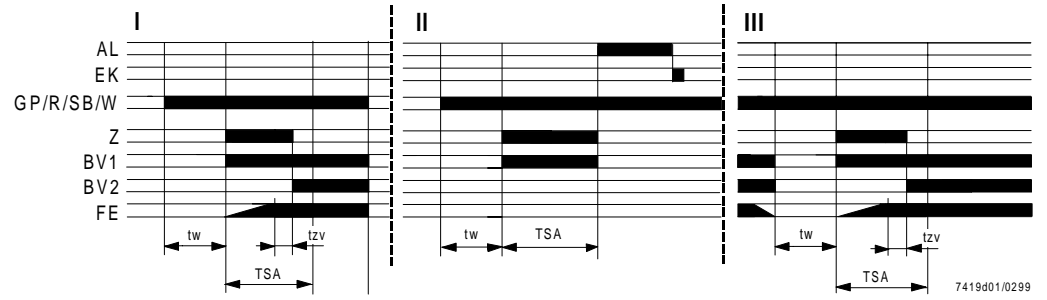 I II III
AL
EK
GP/R/SB/W
Z
BV1
BV2
FE
tw tzv tw TSA tw tzv
TSA TSA
7419d01/0299